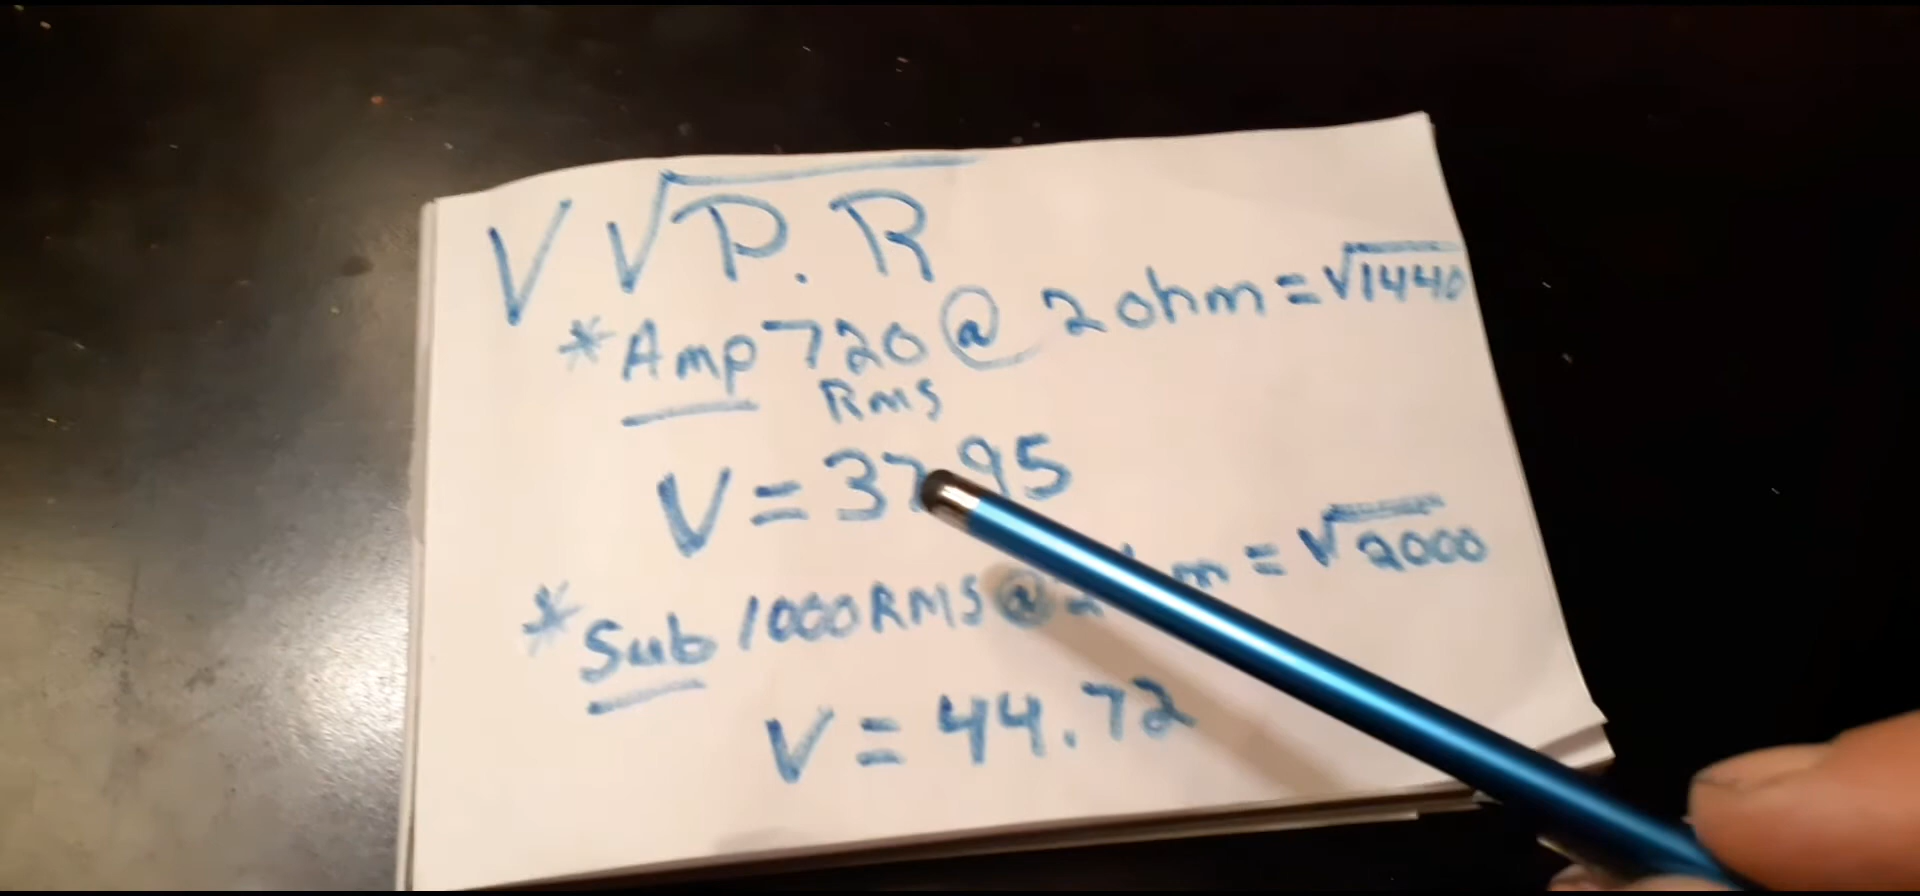 V √P.R
*Amp 720 @ 2 ohm = √1440
RMS
V = 37.95
*Sub 1000 RMS @ = √2000
V = 44.72